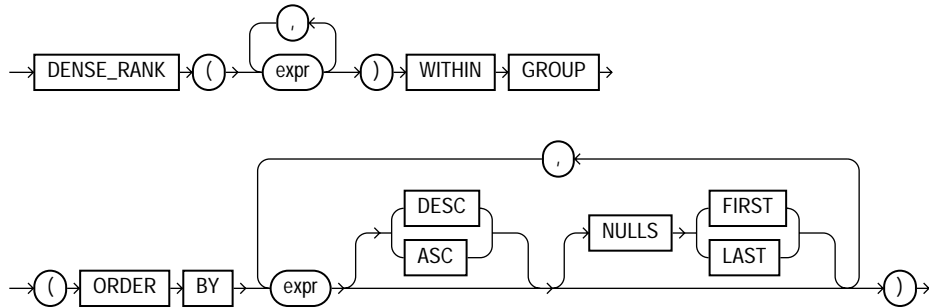 ,
DENSE_RANK ( expr ) WITHIN GROUP
,
DESC FIRST
NULLS
ASC LAST
( ORDER BY expr )